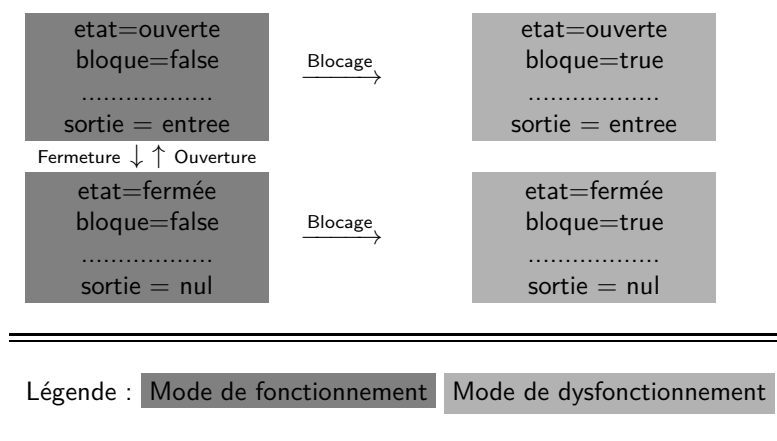 etat=ouverte
bloque=false
..................
sortie = entree
Blocage
etat=ouverte
bloque=true
..................
sortie = entree
Fermeture ↓ ↑ Ouverture
etat=fermée
bloque=false
..................
sortie = nul
Blocage
etat=fermée
bloque=true
..................
sortie = nul
Légende : Mode de fonctionnement Mode de dysfonctionnement